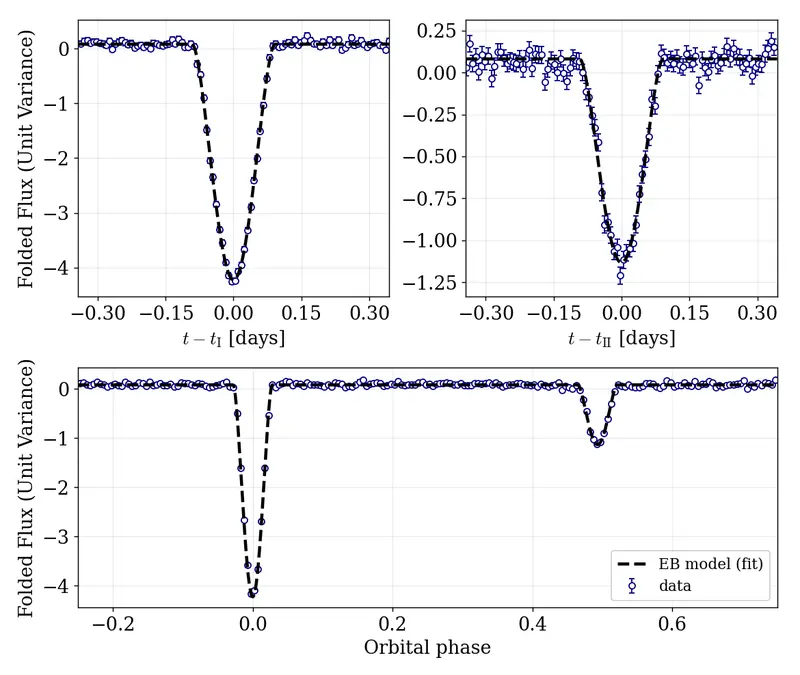 Folded Flux (Unit Variance)
0
−1
−2
−3
−4
−0.30 −0.15 0.00 0.15 0.30
t − tI [days]
0.25
0.00
−0.25
−0.50
−0.75
−1.00
−1.25
−0.30 −0.15 0.00 0.15 0.30
t − tII [days]
Folded Flux (Unit Variance)
0
−1
−2
−3
−4
−0.2 0.0 0.2 0.4 0.6
Orbital phase
EB model (fit)
data